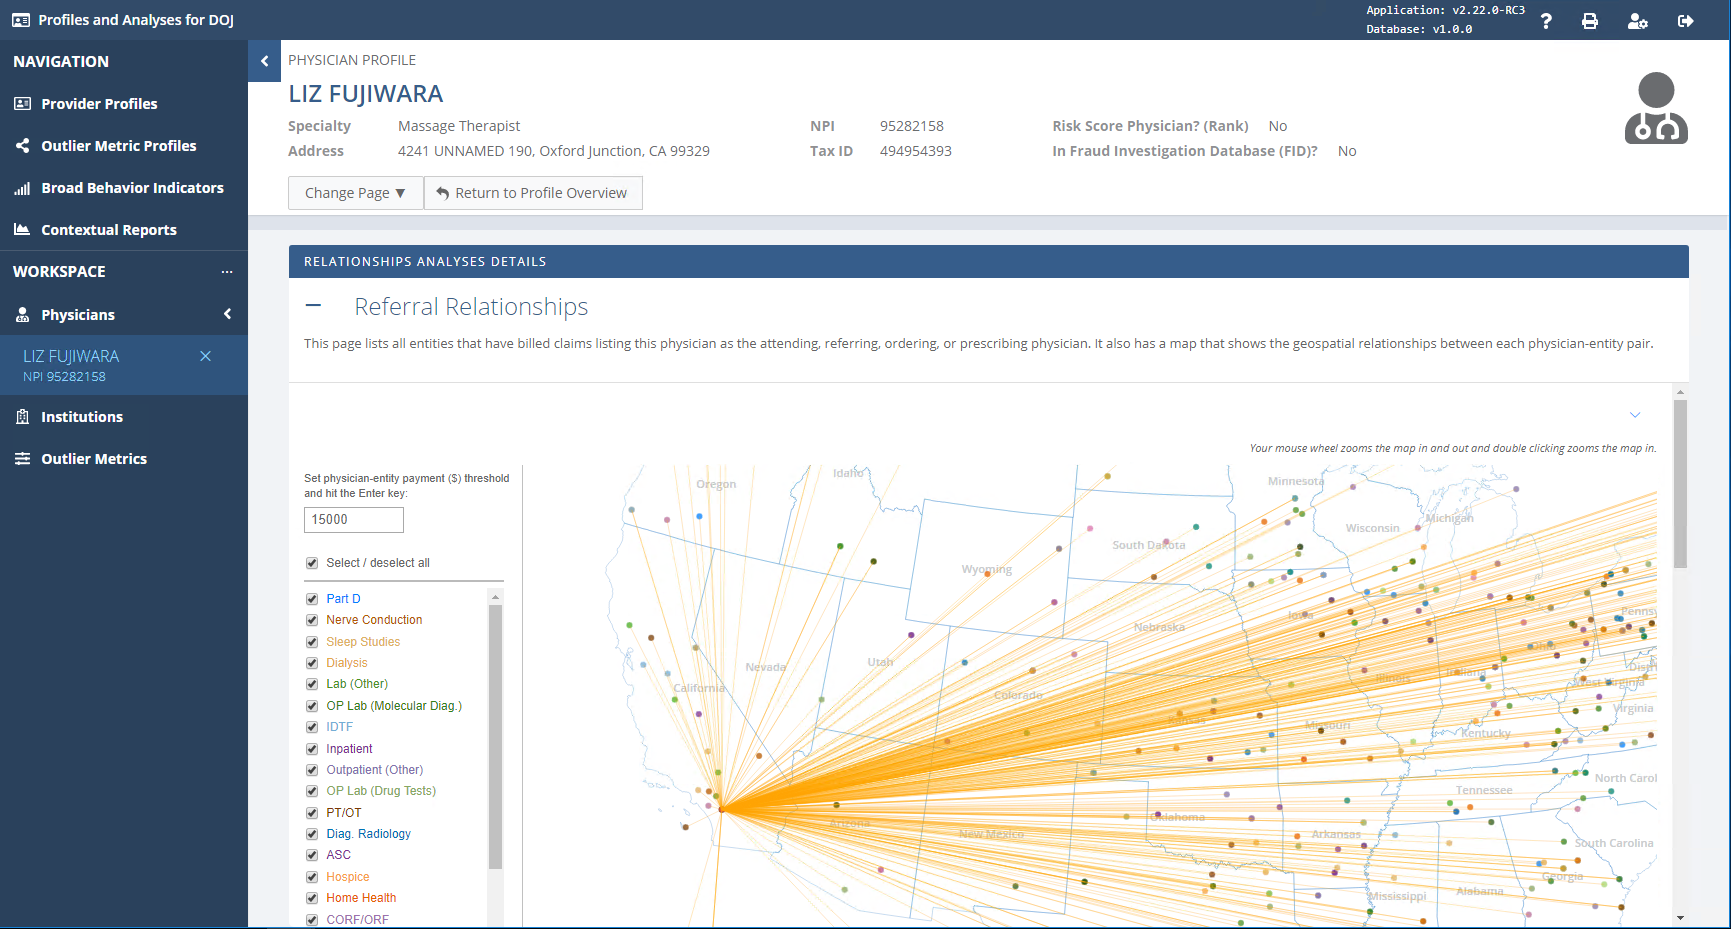 Profiles and Analyses for DOJ
Application: v2.22.0-RC3
Database: v1.0.0
?
NAVIGATION
Provider Profiles
Outlier Metric Profiles
Broad Behavior Indicators
Contextual Reports
WORKSPACE
...
Physicians
LIZ FUJIWARA
NPI 95282158
Institutions
Outlier Metrics
PHYSICIAN PROFILE
LIZ FUJIWARA
Specialty Massage Therapist NPI 95282158 Risk Score Physician? (Rank) No
Address 4241 UNNAMED 190, Oxford Junction, CA 99329 Tax ID 494954393 In Fraud Investigation Database (FID)? No
Change Page ▼ Return to Profile Overview
RELATIONSHIPS ANALYSES DETAILS
Referral Relationships
This page lists all entities that have billed claims listing this physician as the attending, referring, ordering, or prescribing physician. It also has a map that shows the geospatial relationships between each physician-entity pair.
Your mouse wheel zooms the map in and out and double clicking zooms the map in.
Set physician-entity payment ($) threshold
and hit the Enter key:
15000
Select / deselect all
Part D
Nerve Conduction
Sleep Studies
Dialysis
Lab (Other)
OP Lab (Molecular Diag.)
IDTF
Inpatient
Outpatient (Other)
OP Lab (Drug Tests)
PT/OT
Diag. Radiology
ASC
Hospice
Home Health
CORF/ORF
Oregon
Idaho
Minnesota
Wisconsin
Michigan
South Dakota
Wyoming
Iowa
Pennsy
Nebraska
Ohio
Nevada
Utah
Illinois
Indiana
Distri
California
Colorado
West Virginia
Kansas
Missouri
Virginia
Kentucky
North Carol
Tennessee
Arizona
New Mexico
Oklahoma
Arkansas
South Carolina
Mississippi
Alabama
Georgia